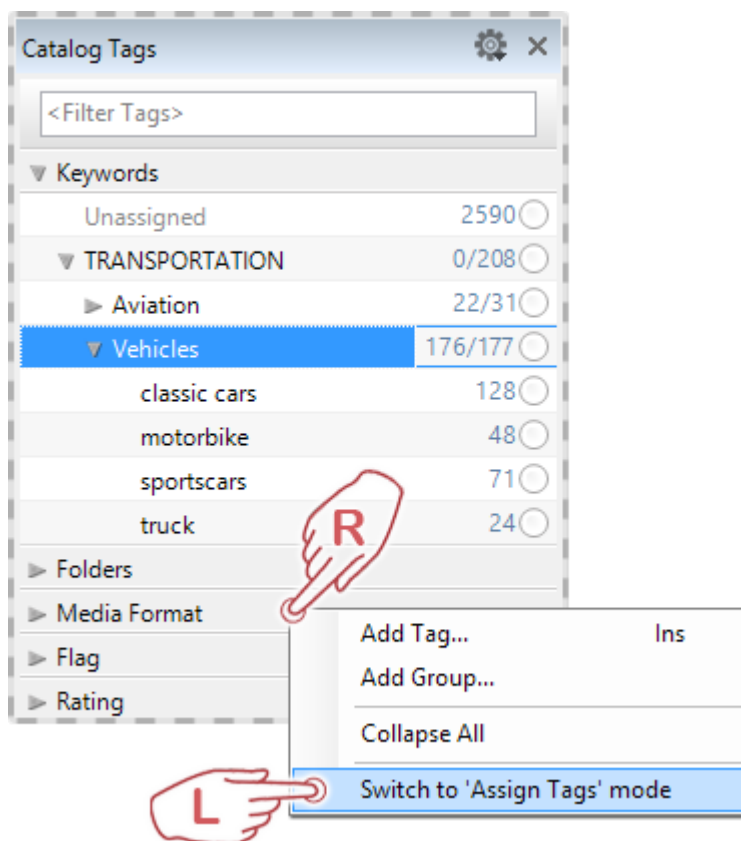 Catalog Tags
<Filter Tags>
Keywords
Unassigned 2590
TRANSPORTATION 0/208
Aviation 22/31
Vehicles 176/177
classic cars 128
motorbike 48
sportscars 71
truck 24
R
Folders
Media Format
Flag
Rating
Add Tag... Ins
Add Group...
Collapse All
Switch to 'Assign Tags' mode
L